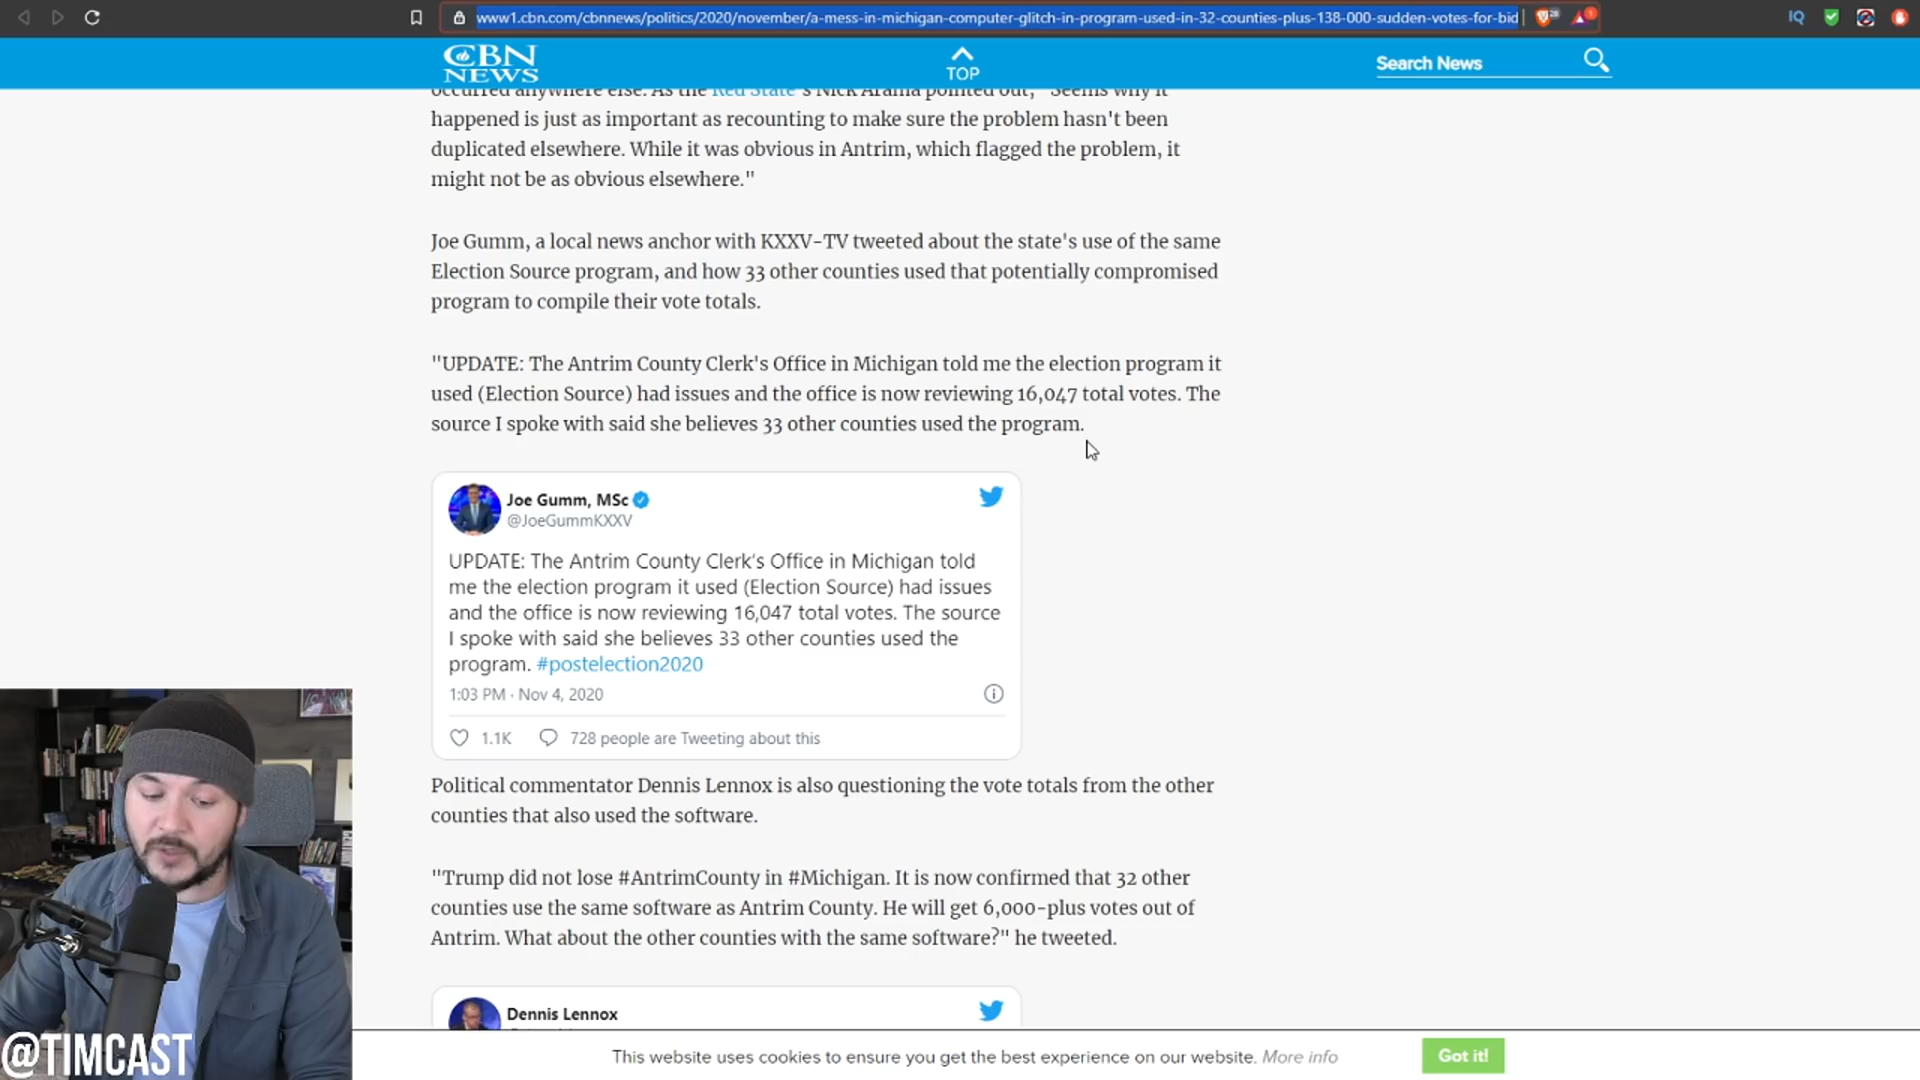 www1.cbn.com/cbnnews/politics/2020/november/a-mess-in-michigan-computer-glitch-in-program-used-in-32-counties-plus-138-000-sudden-votes-for-bid
CBN NEWS
TOP
Search News
occurred anywhere else. As the Red State's Nick Arama pointed out, "Seems why it
happened is just as important as recounting to make sure the problem hasn't been
duplicated elsewhere. While it was obvious in Antrim, which flagged the problem, it
might not be as obvious elsewhere."
Joe Gumm, a local news anchor with KXXV-TV tweeted about the state's use of the same
Election Source program, and how 33 other counties used that potentially compromised
program to compile their vote totals.
"UPDATE: The Antrim County Clerk's Office in Michigan told me the election program it
used (Election Source) had issues and the office is now reviewing 16,047 total votes. The
source I spoke with said she believes 33 other counties used the program.
Joe Gumm, MSc
@JoeGummKXXV
UPDATE: The Antrim County Clerk's Office in Michigan told
me the election program it used (Election Source) had issues
and the office is now reviewing 16,047 total votes. The source
I spoke with said she believes 33 other counties used the
program. #postelection2020
1:03 PM · Nov 4, 2020
1.1K 728 people are Tweeting about this
Political commentator Dennis Lennox is also questioning the vote totals from the other
counties that also used the software.
"Trump did not lose #AntrimCounty in #Michigan. It is now confirmed that 32 other
counties use the same software as Antrim County. He will get 6,000-plus votes out of
Antrim. What about the other counties with the same software?" he tweeted.
Dennis Lennox
@TIMCAST
This website uses cookies to ensure you get the best experience on our website. More info
Got it!